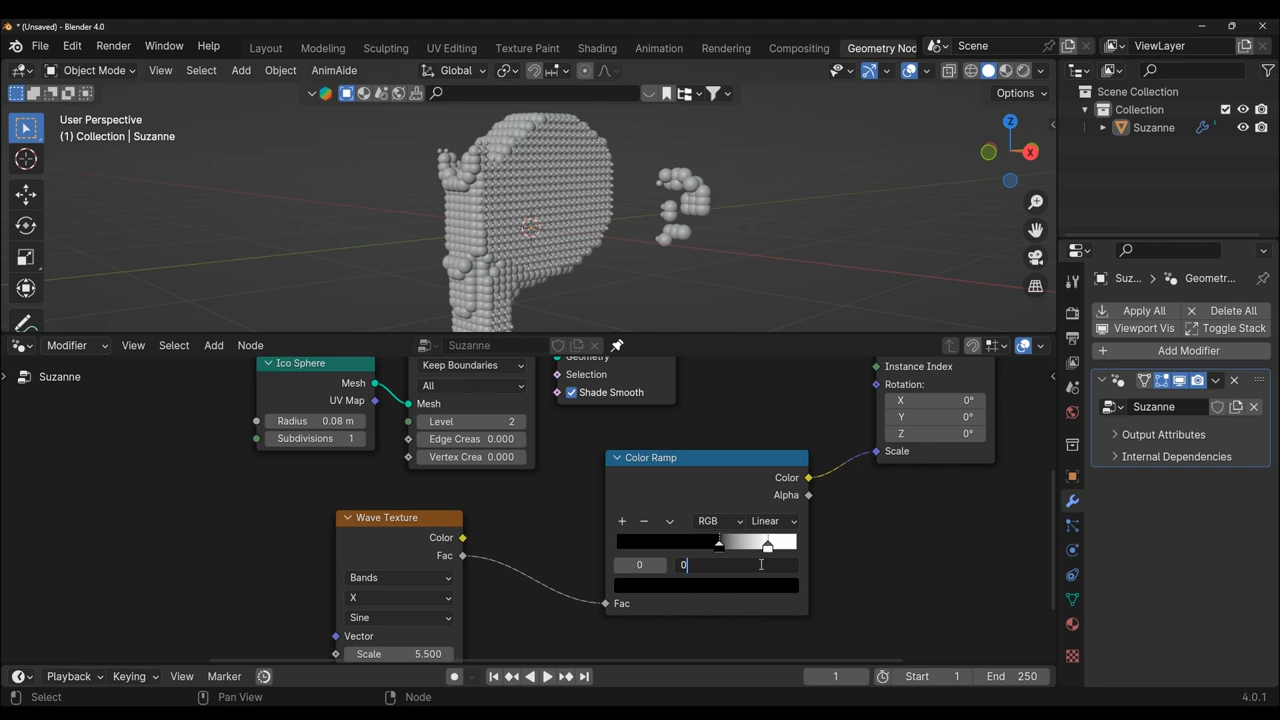 * (Unsaved) - Blender 4.0
File Edit Render Window Help Layout Modeling Sculpting UV Editing Texture Paint Shading Animation Rendering Compositing Geometry Nod Scene ViewLayer
Object Mode View Select Add Object AnimAide Global
Options
User Perspective
(1) Collection | Suzanne
Z
X
Scene Collection
Collection
Suzanne
Suz... > Geometr...
Apply All Delete All
Viewport Vis Toggle Stack
Add Modifier
Suzanne
Output Attributes
Internal Dependencies
Modifier View Select Add Node Suzanne
Suzanne
Ico Sphere
Mesh
UV Map
Radius 0.08 m
Subdivisions 1
Keep Boundaries
All
Mesh
Level 2
Edge Creas 0.000
Vertex Crea 0.000
Geometry
Selection
Shade Smooth
Instance Index
Rotation:
X 0°
Y 0°
Z 0°
Scale
Color Ramp
Color
Alpha
RGB Linear
0 0
Fac
Wave Texture
Color
Fac
Bands
X
Sine
Vector
Scale 5.500
Playback Keying View Marker 1 Start 1 End 250
Select Pan View Node 4.0.1